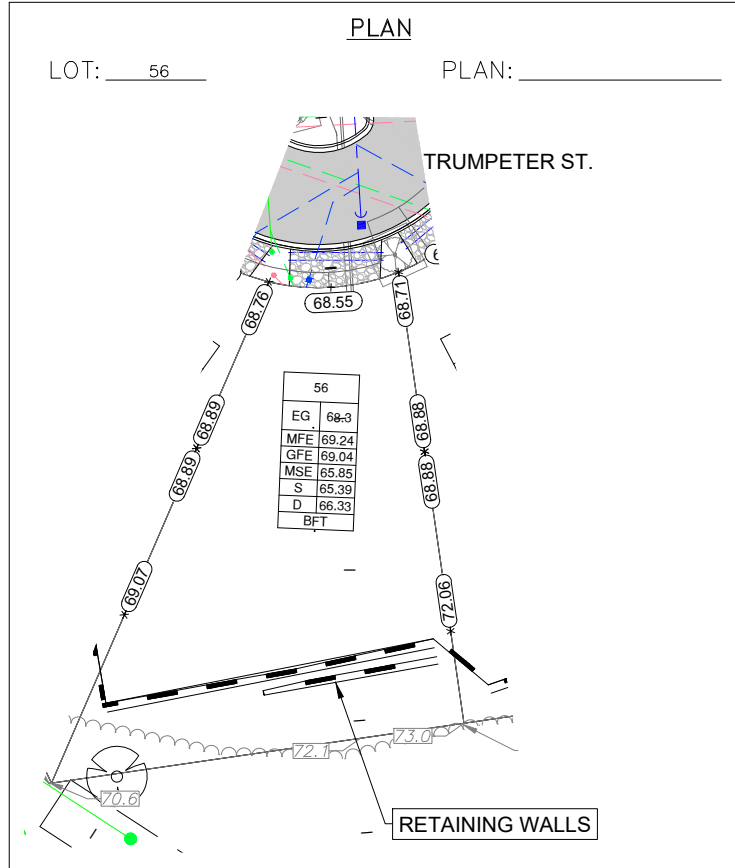 PLAN
LOT: 56
PLAN:
TRUMPETER ST.
68.76
68.55
68.71
68.89
68.89
68.88
68.88
56
EG 68.3
MFE 69.24
GFE 69.04
MSE 65.85
S 65.39
D 66.33
BFT
69.07
72.06
72.1
73.0
70.6
RETAINING WALLS